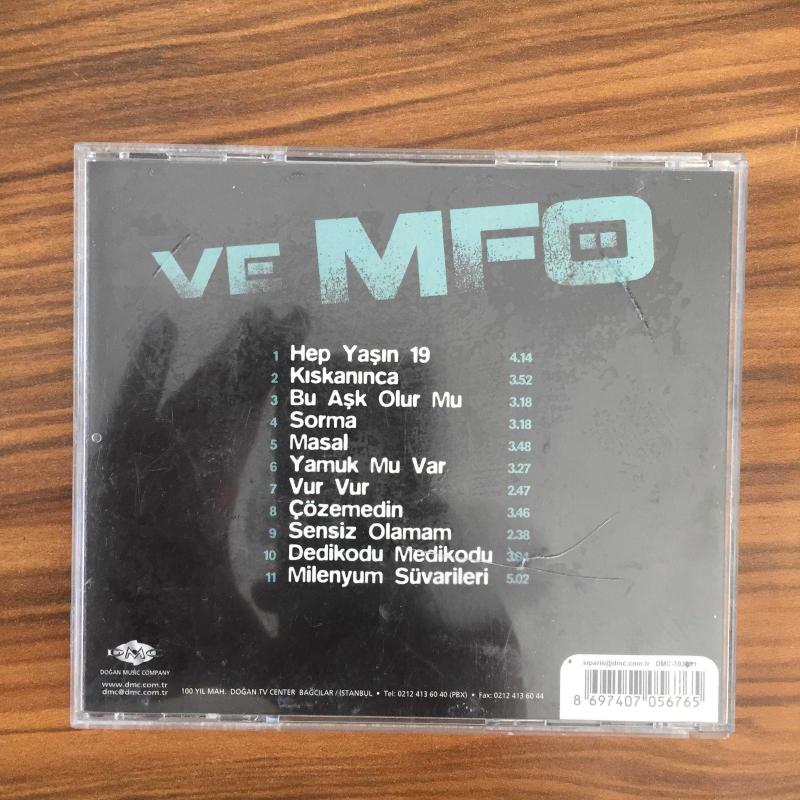 VE MFÖ
1 Hep Yaşın 19 4.14
2 Kıskanınca 3.52
3 Bu Aşk Olur Mu 3.18
4 Sorma 3.18
5 Masal 3.48
6 Yamuk Mu Var 3.27
7 Vur Vur 2.47
8 Çözemedin 3.46
9 Sensiz Olamam 2.38
10 Dedikodu Medikodu
11 Milenyum Süvarileri 5.02
DMC
DOĞAN MUSIC COMPANY
www.dmc.com.tr
dmc@dmc.com.tr
100 YIL MAH. DOĞAN TV CENTER BAĞCILAR / İSTANBUL • Tel: 0212 413 60 40 (PBX) • Fax: 0212 413 60 44
siparis@dmc.com.tr
8 697407 056765